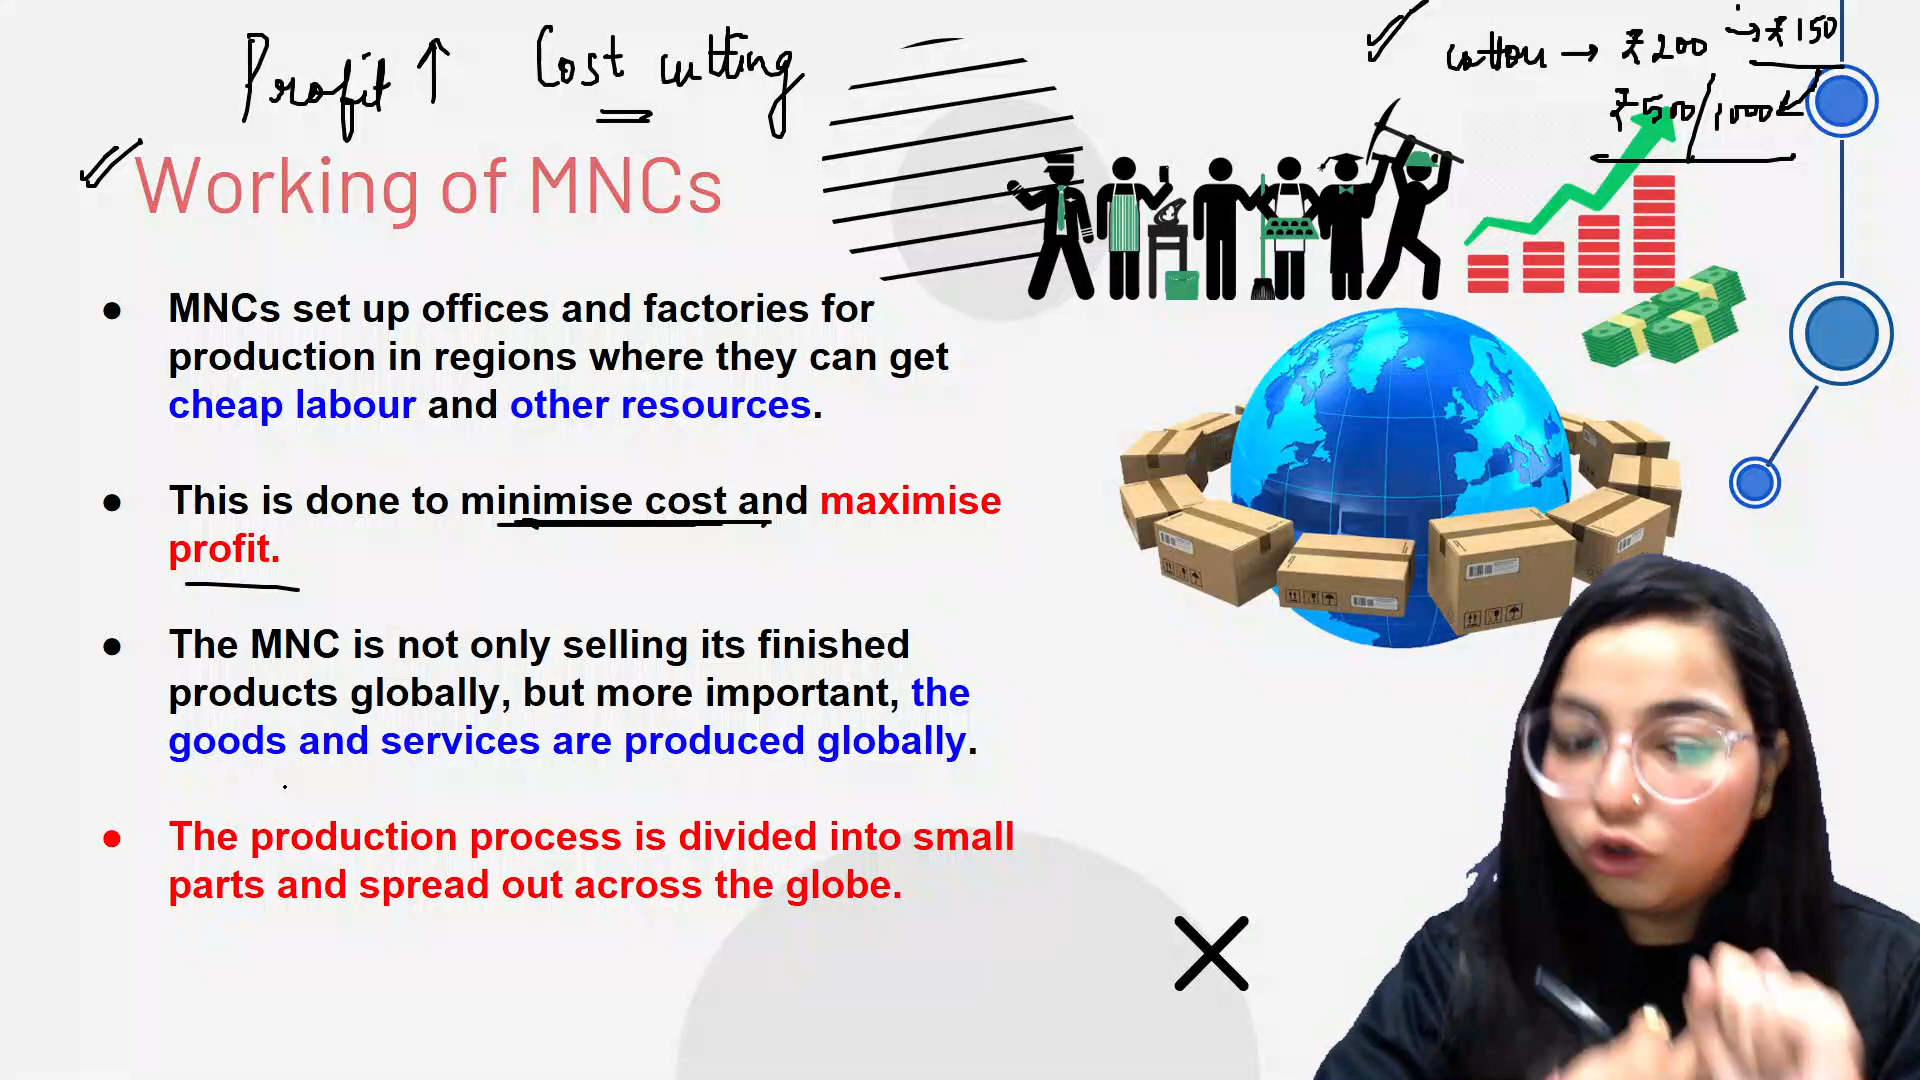 Profit ↑ Cost cutting
cotton → ₹200 → ₹150
₹500/1000
Working of MNCs
● MNCs set up offices and factories for
production in regions where they can get
cheap labour and other resources.
● This is done to minimise cost and maximise
profit.
● The MNC is not only selling its finished
products globally, but more important, the
goods and services are produced globally.
● The production process is divided into small
parts and spread out across the globe.